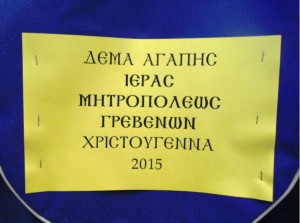 ΔΕΜΑ ΑΓΑΠΗΣ
ΙΕΡΑΣ
ΜΗΤΡΟΠΟΛΕΩΣ
ΓΡΕΒΕΝΩΝ
ΧΡΙΣΤΟΥΓΕΝΝΑ
2015